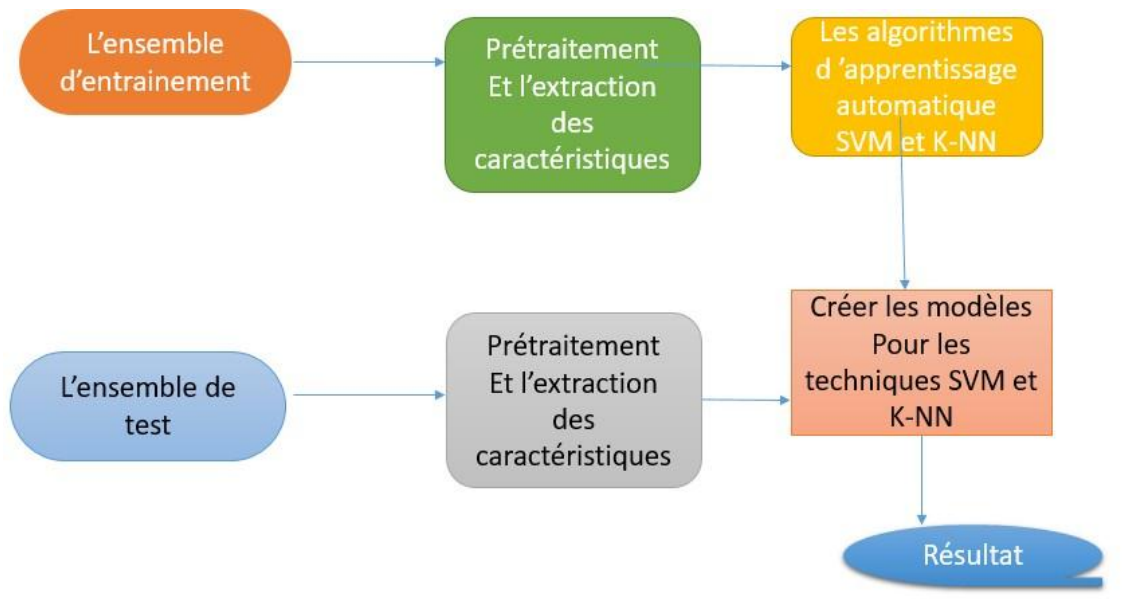 L’ensemble
d’entrainement
Prétraitement
Et l’extraction
des
caractéristiques
Les algorithmes
d ’apprentissage
automatique
SVM et K-NN
L’ensemble de
test
Prétraitement
Et l’extraction
des
caractéristiques
Créer les modèles
Pour les
techniques SVM et
K-NN
Résultat